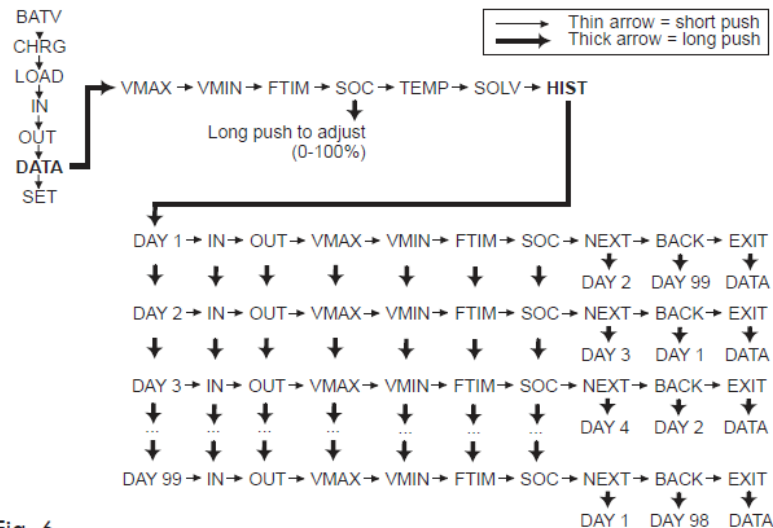 BATV
CHRG
LOAD
IN
OUT
DATA
SET
Thin arrow = short push
Thick arrow = long push
VMAX → VMIN → FTIM → SOC → TEMP → SOLV → HIST
Long push to adjust
(0-100%)
DAY 1 → IN → OUT → VMAX → VMIN → FTIM → SOC → NEXT → BACK → EXIT
DAY 2 DAY 99 DATA
DAY 2 → IN → OUT → VMAX → VMIN → FTIM → SOC → NEXT → BACK → EXIT
DAY 3 DAY 1 DATA
DAY 3 → IN → OUT → VMAX → VMIN → FTIM → SOC → NEXT → BACK → EXIT
DAY 4 DAY 2 DATA
... ... ... ... ... ... ...
DAY 99 → IN → OUT → VMAX → VMIN → FTIM → SOC → NEXT → BACK → EXIT
DAY 1 DAY 98 DATA